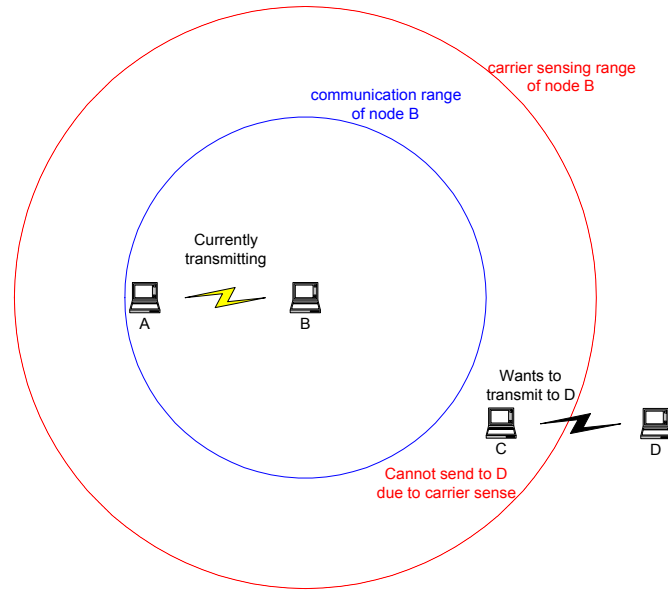 carrier sensing range
of node B
communication range
of node B
Currently
transmitting
A
B
Wants to
transmit to D
C
D
Cannot send to D
due to carrier sense